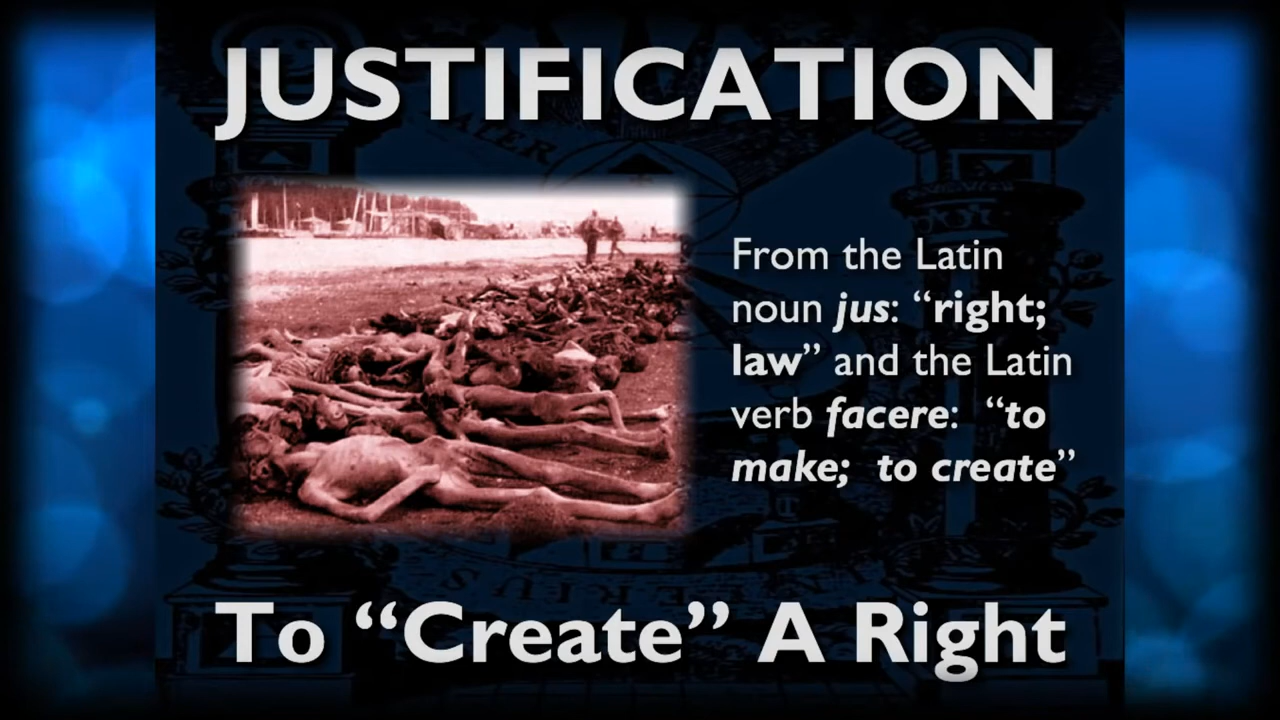 JUSTIFICATION
From the Latin
noun jus: “right;
law” and the Latin
verb facere: “to
make; to create”
To “Create” A Right